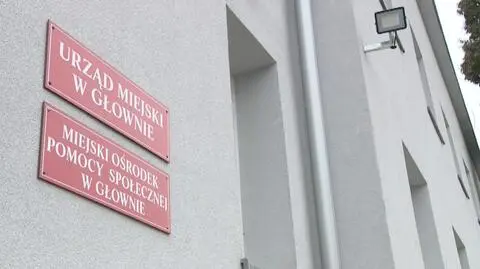 URZĄD MIEJSKI
W GŁOWNIE
MIEJSKI OŚRODEK
POMOCY SPOŁECZNEJ
W GŁOWNIE